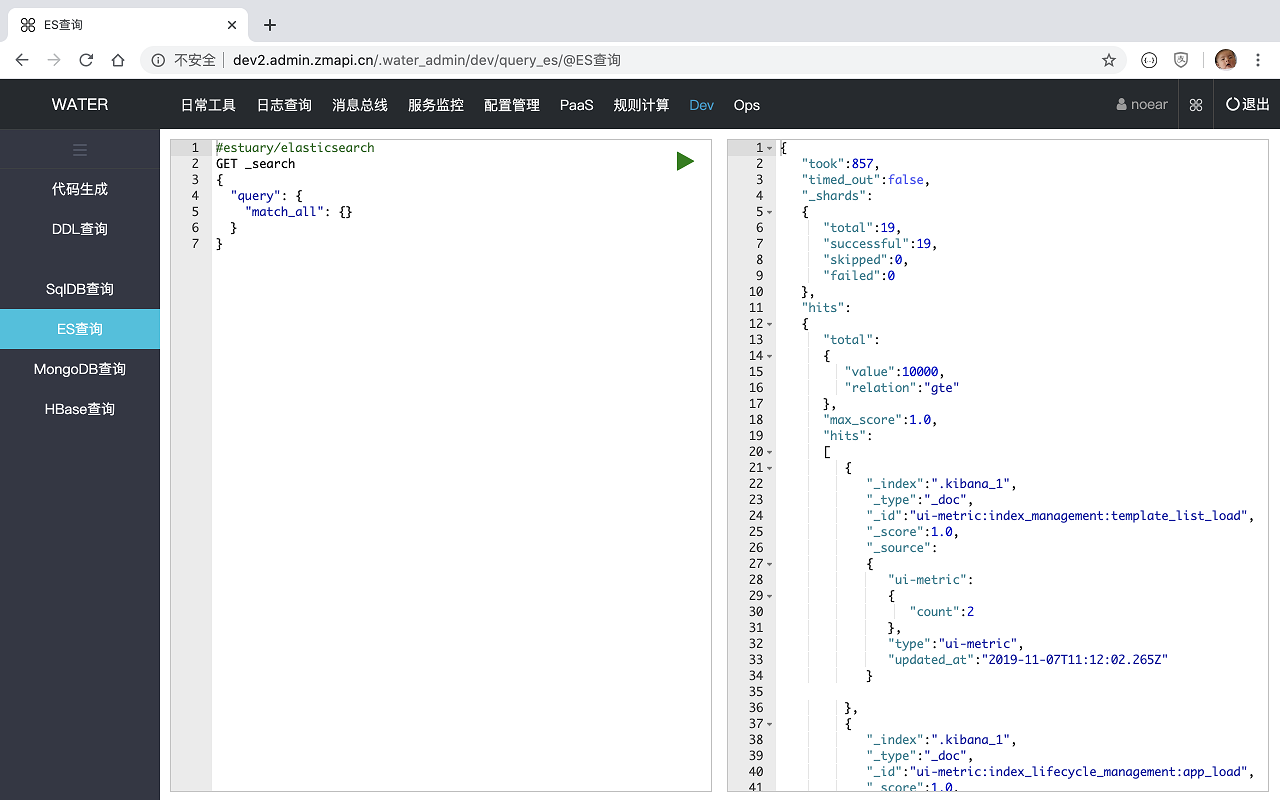 ES查询
不安全 dev2.admin.zmapi.cn/.water_admin/dev/query_es/@ES查询
WATER 日常工具 日志查询 消息总线 服务监控 配置管理 PaaS 规则计算 Dev Ops noear 退出
代码生成
DDL查询
SqlDB查询
ES查询
MongoDB查询
HBase查询
1 #estuary/elasticsearch
2 GET _search
3 {
4 "query": {
5 "match_all": {}
6 }
7 }
1 {
2 "took":857,
3 "timed_out":false,
4 "_shards":
5 {
6 "total":19,
7 "successful":19,
8 "skipped":0,
9 "failed":0
10 },
11 "hits":
12 {
13 "total":
14 {
15 "value":10000,
16 "relation":"gte"
17 },
18 "max_score":1.0,
19 "hits":
20 [
21 {
22 "_index":".kibana_1",
23 "_type":"_doc",
24 "_id":"ui-metric:index_management:template_list_load",
25 "_score":1.0,
26 "_source":
27 {
28 "ui-metric":
29 {
30 "count":2
31 },
32 "type":"ui-metric",
33 "updated_at":"2019-11-07T11:12:02.265Z"
34 }
35
36 },
37 {
38 "_index":".kibana_1",
39 "_type":"_doc",
40 "_id":"ui-metric:index_lifecycle_management:app_load",
41 "_score":1.0,